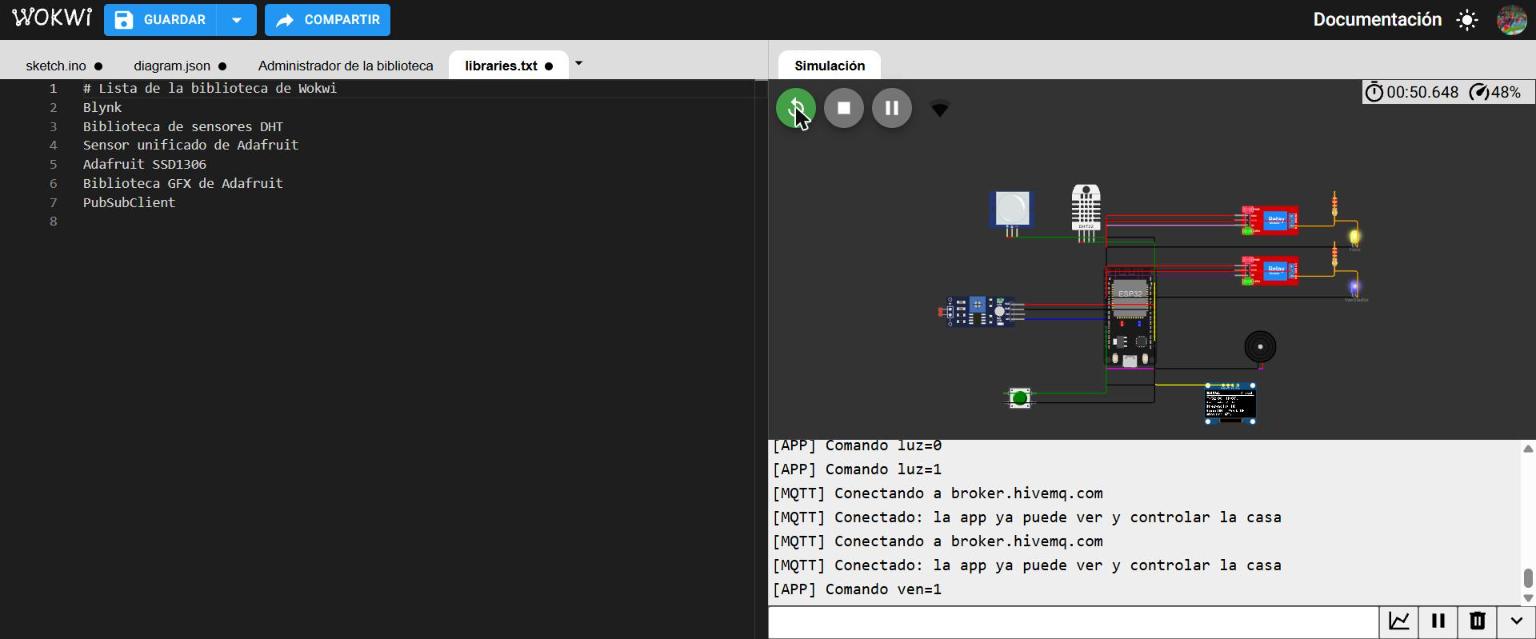 WOKWI
GUARDAR
COMPARTIR
Documentación
sketch.ino ●
diagram.json ●
Administrador de la biblioteca
libraries.txt ●
Simulación
1 # Lista de la biblioteca de Wokwi
2 Blynk
3 Biblioteca de sensores DHT
4 Sensor unificado de Adafruit
5 Adafruit SSD1306
6 Biblioteca GFX de Adafruit
7 PubSubClient
8
00:50.648 48%
DHT22
Relay
Relay
ESP32
[APP] Comando luz=0
[APP] Comando luz=1
[MQTT] Conectando a broker.hivemq.com
[MQTT] Conectado: la app ya puede ver y controlar la casa
[MQTT] Conectando a broker.hivemq.com
[MQTT] Conectado: la app ya puede ver y controlar la casa
[APP] Comando ven=1